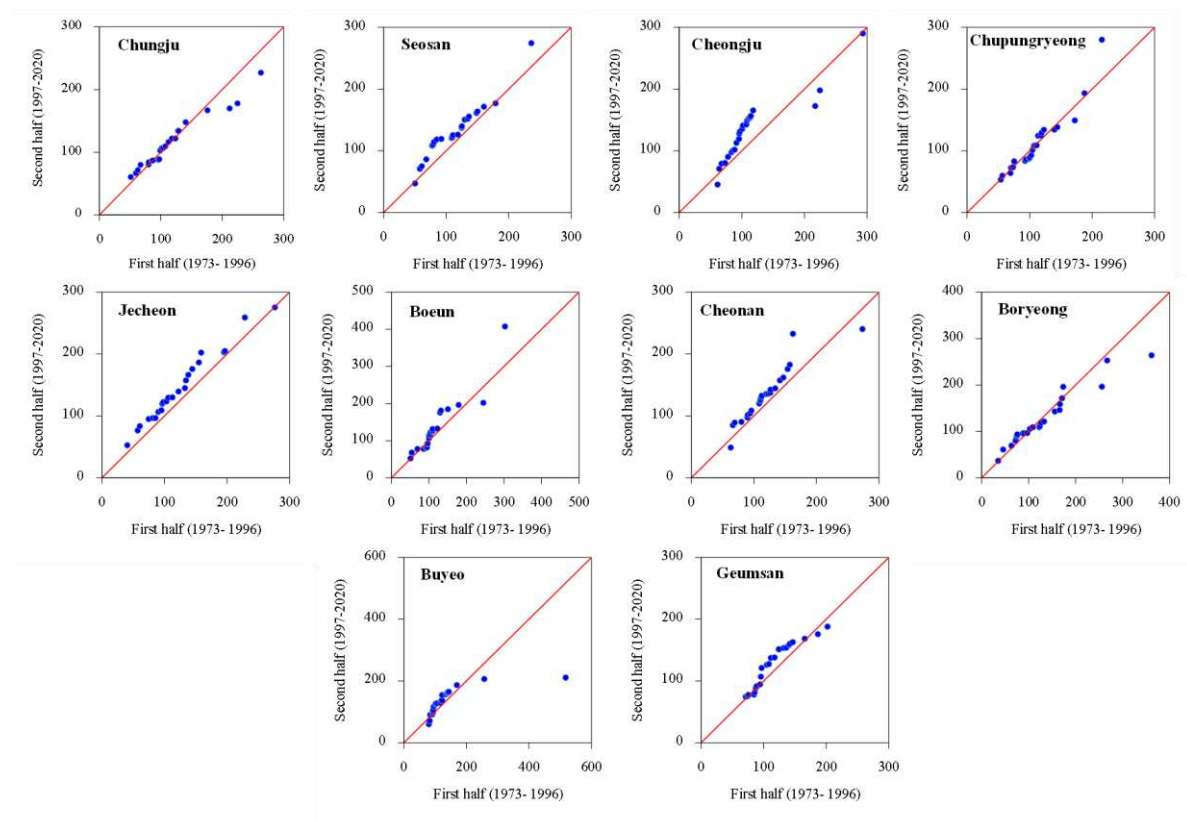 Chungju
Second half (1997-2020)
300
200
100
0
0 100 200 300
First half (1973- 1996)
Seosan
Second half (1997-2020)
300
200
100
0
0 100 200 300
First half (1973- 1996)
Cheongju
Second half (1997-2020)
300
200
100
0
0 100 200 300
First half (1973- 1996)
Chupungryeong
Second half (1997-2020)
300
200
100
0
0 100 200 300
First half (1973- 1996)
Jecheon
Second half (1997-2020)
300
200
100
0
0 100 200 300
First half (1973- 1996)
Boeun
Second half (1997-2020)
500
400
300
200
100
0
0 100 200 300 400 500
First half (1973- 1996)
Cheonan
Second half (1997-2020)
300
200
100
0
0 100 200 300
First half (1973- 1996)
Boryeong
Second half (1997-2020)
400
300
200
100
0
0 100 200 300 400
First half (1973- 1996)
Buyeo
Second half (1997-2020)
600
400
200
0
0 200 400 600
First half (1973- 1996)
Geumsan
Second half (1997-2020)
300
200
100
0
0 100 200 300
First half (1973- 1996)